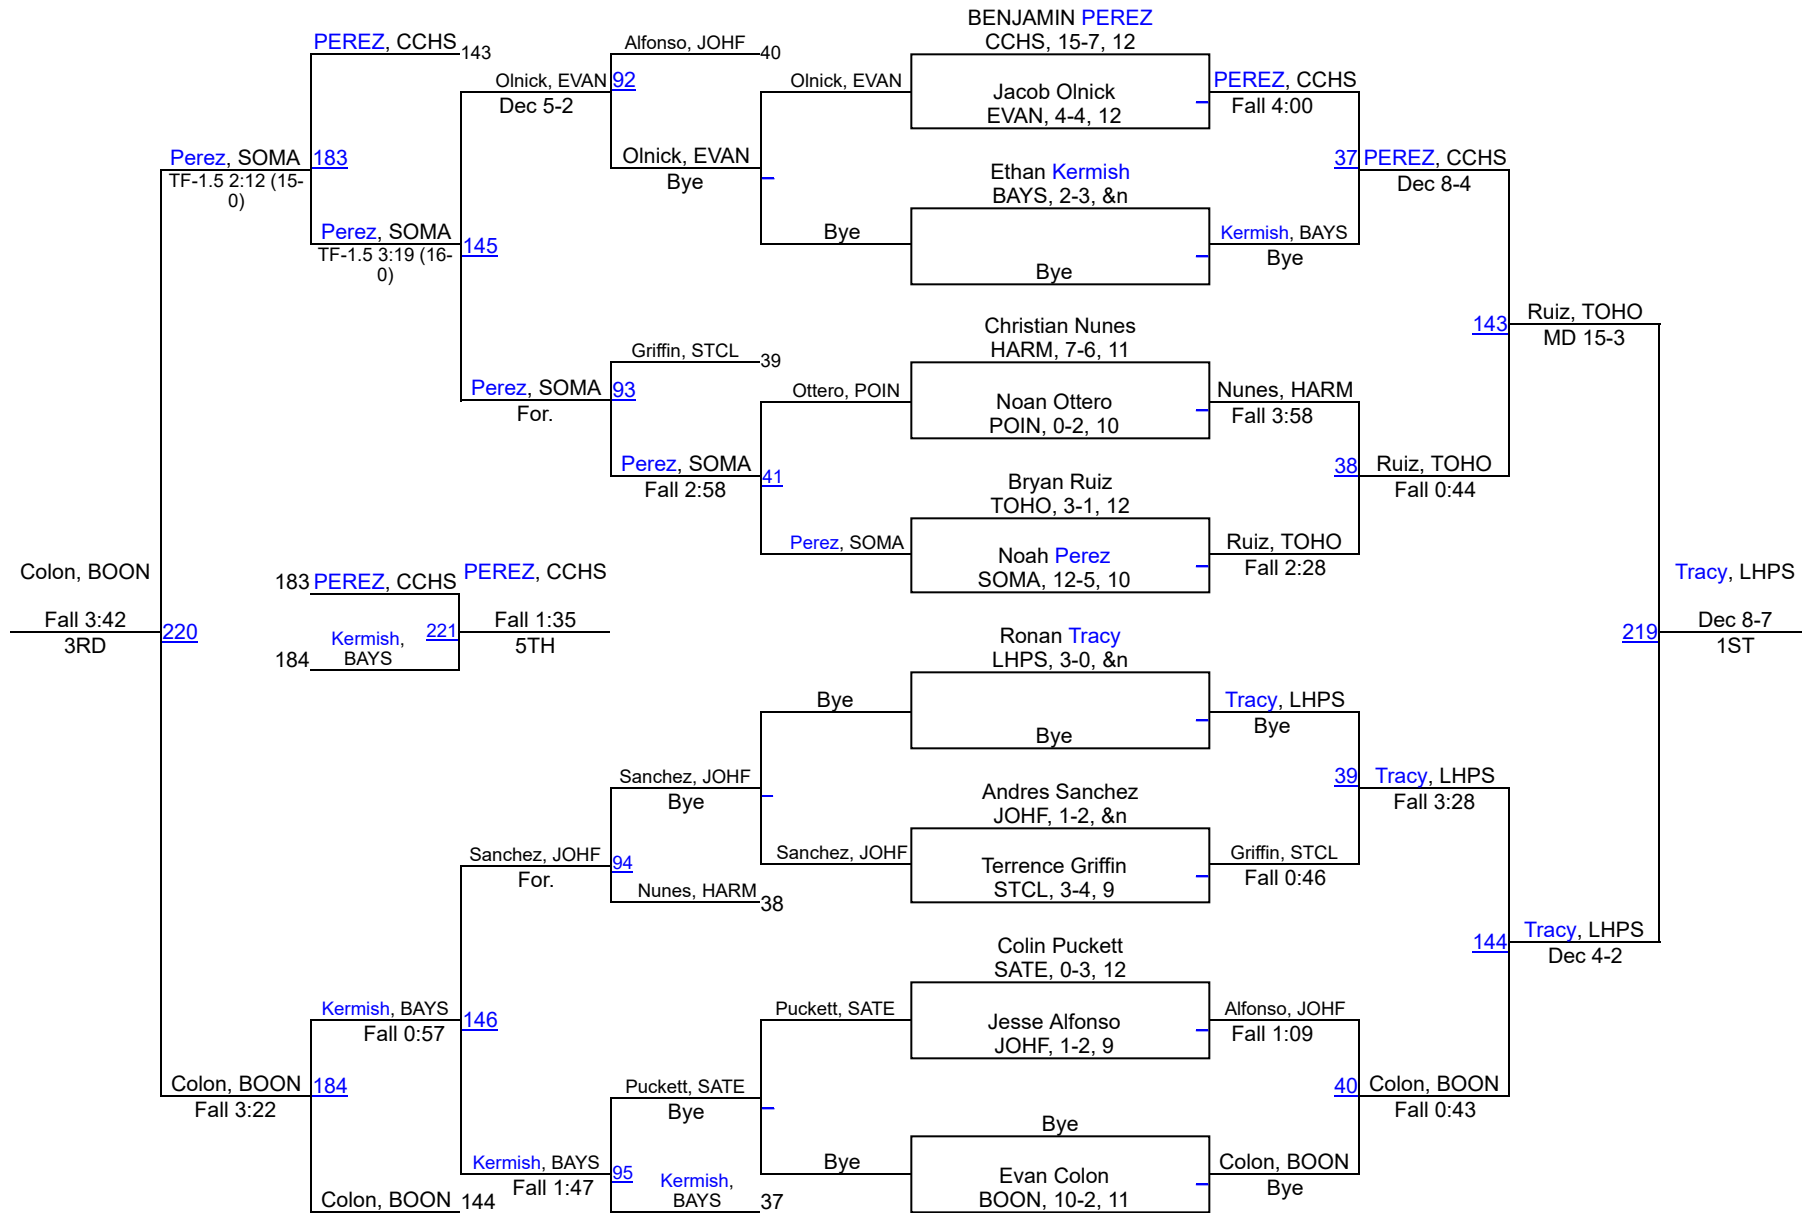 BENJAMIN PEREZ
CCHS, 15-7, 12
Jacob Olnick
EVAN, 4-4, 12
Ethan Kermish
BAYS, 2-3, &n
Bye
Christian Nunes
HARM, 7-6, 11
Noan Ottero
POIN, 0-2, 10
Bryan Ruiz
TOHO, 3-1, 12
Noah Perez
SOMA, 12-5, 10
Ronan Tracy
LHPS, 3-0, &n
Bye
Andres Sanchez
JOHF, 1-2, &n
Terrence Griffin
STCL, 3-4, 9
Colin Puckett
SATE, 0-3, 12
Jesse Alfonso
JOHF, 1-2, 9
Bye
Evan Colon
BOON, 10-2, 11
PEREZ, CCHS
Fall 4:00
Kermish, BAYS
Bye
Nunes, HARM
Fall 3:58
Ruiz, TOHO
Fall 2:28
Tracy, LHPS
Bye
Griffin, STCL
Fall 0:46
Alfonso, JOHF
Fall 1:09
Colon, BOON
Bye
37 PEREZ, CCHS
Dec 8-4
38 Ruiz, TOHO
Fall 0:44
39 Tracy, LHPS
Fall 3:28
40 Colon, BOON
Fall 0:43
143 Ruiz, TOHO
MD 15-3
144 Tracy, LHPS
Dec 4-2
Tracy, LHPS
219 Dec 8-7
1ST
Olnick, EVAN
Bye
Ottero, POIN
Perez, SOMA
Bye
Sanchez, JOHF
Puckett, SATE
Bye
Alfonso, JOHF 40
Olnick, EVAN
Bye
Griffin, STCL 39
Perez, SOMA 41
Fall 2:58
Sanchez, JOHF
Bye
Nunes, HARM 38
Puckett, SATE
Bye
Kermish,
BAYS 37
Olnick, EVAN 92
Dec 5-2
Perez, SOMA 93
For.
Sanchez, JOHF 94
For.
Kermish, BAYS 95
Fall 1:47
PEREZ, CCHS 143
Perez, SOMA 145
TF-1.5 3:19 (16-
0)
Kermish, BAYS 146
Fall 0:57
Colon, BOON 144
Perez, SOMA 183
TF-1.5 2:12 (15-
0)
Colon, BOON 184
Fall 3:22
Colon, BOON
Fall 3:42 220
3RD
183 PEREZ, CCHS
184 Kermish,
BAYS
PEREZ, CCHS
221 Fall 1:35
5TH